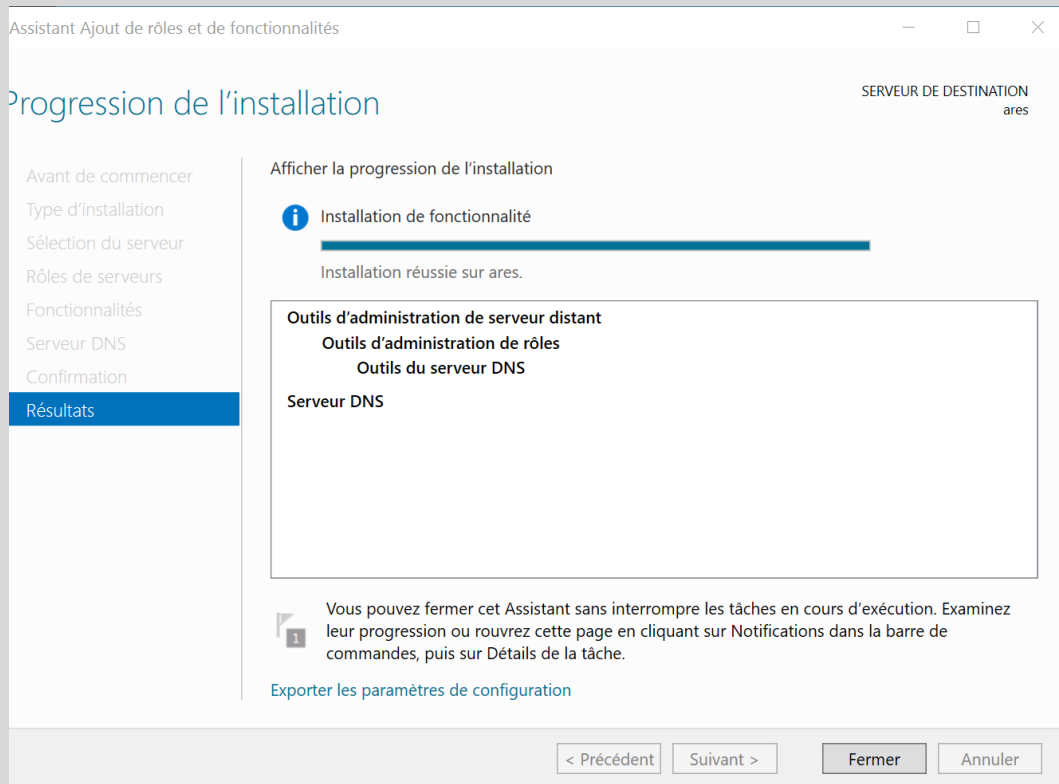 Assistant Ajout de rôles et de fonctionnalités
Progression de l'installation
SERVEUR DE DESTINATION
ares
Avant de commencer
Type d'installation
Sélection du serveur
Rôles de serveurs
Fonctionnalités
Serveur DNS
Confirmation
Résultats
Afficher la progression de l'installation
Installation de fonctionnalité
Installation réussie sur ares.
Outils d'administration de serveur distant
Outils d'administration de rôles
Outils du serveur DNS
Serveur DNS
1
Vous pouvez fermer cet Assistant sans interrompre les tâches en cours d'exécution. Examinez
leur progression ou rouvrez cette page en cliquant sur Notifications dans la barre de
commandes, puis sur Détails de la tâche.
Exporter les paramètres de configuration
< Précédent
Suivant >
Fermer
Annuler